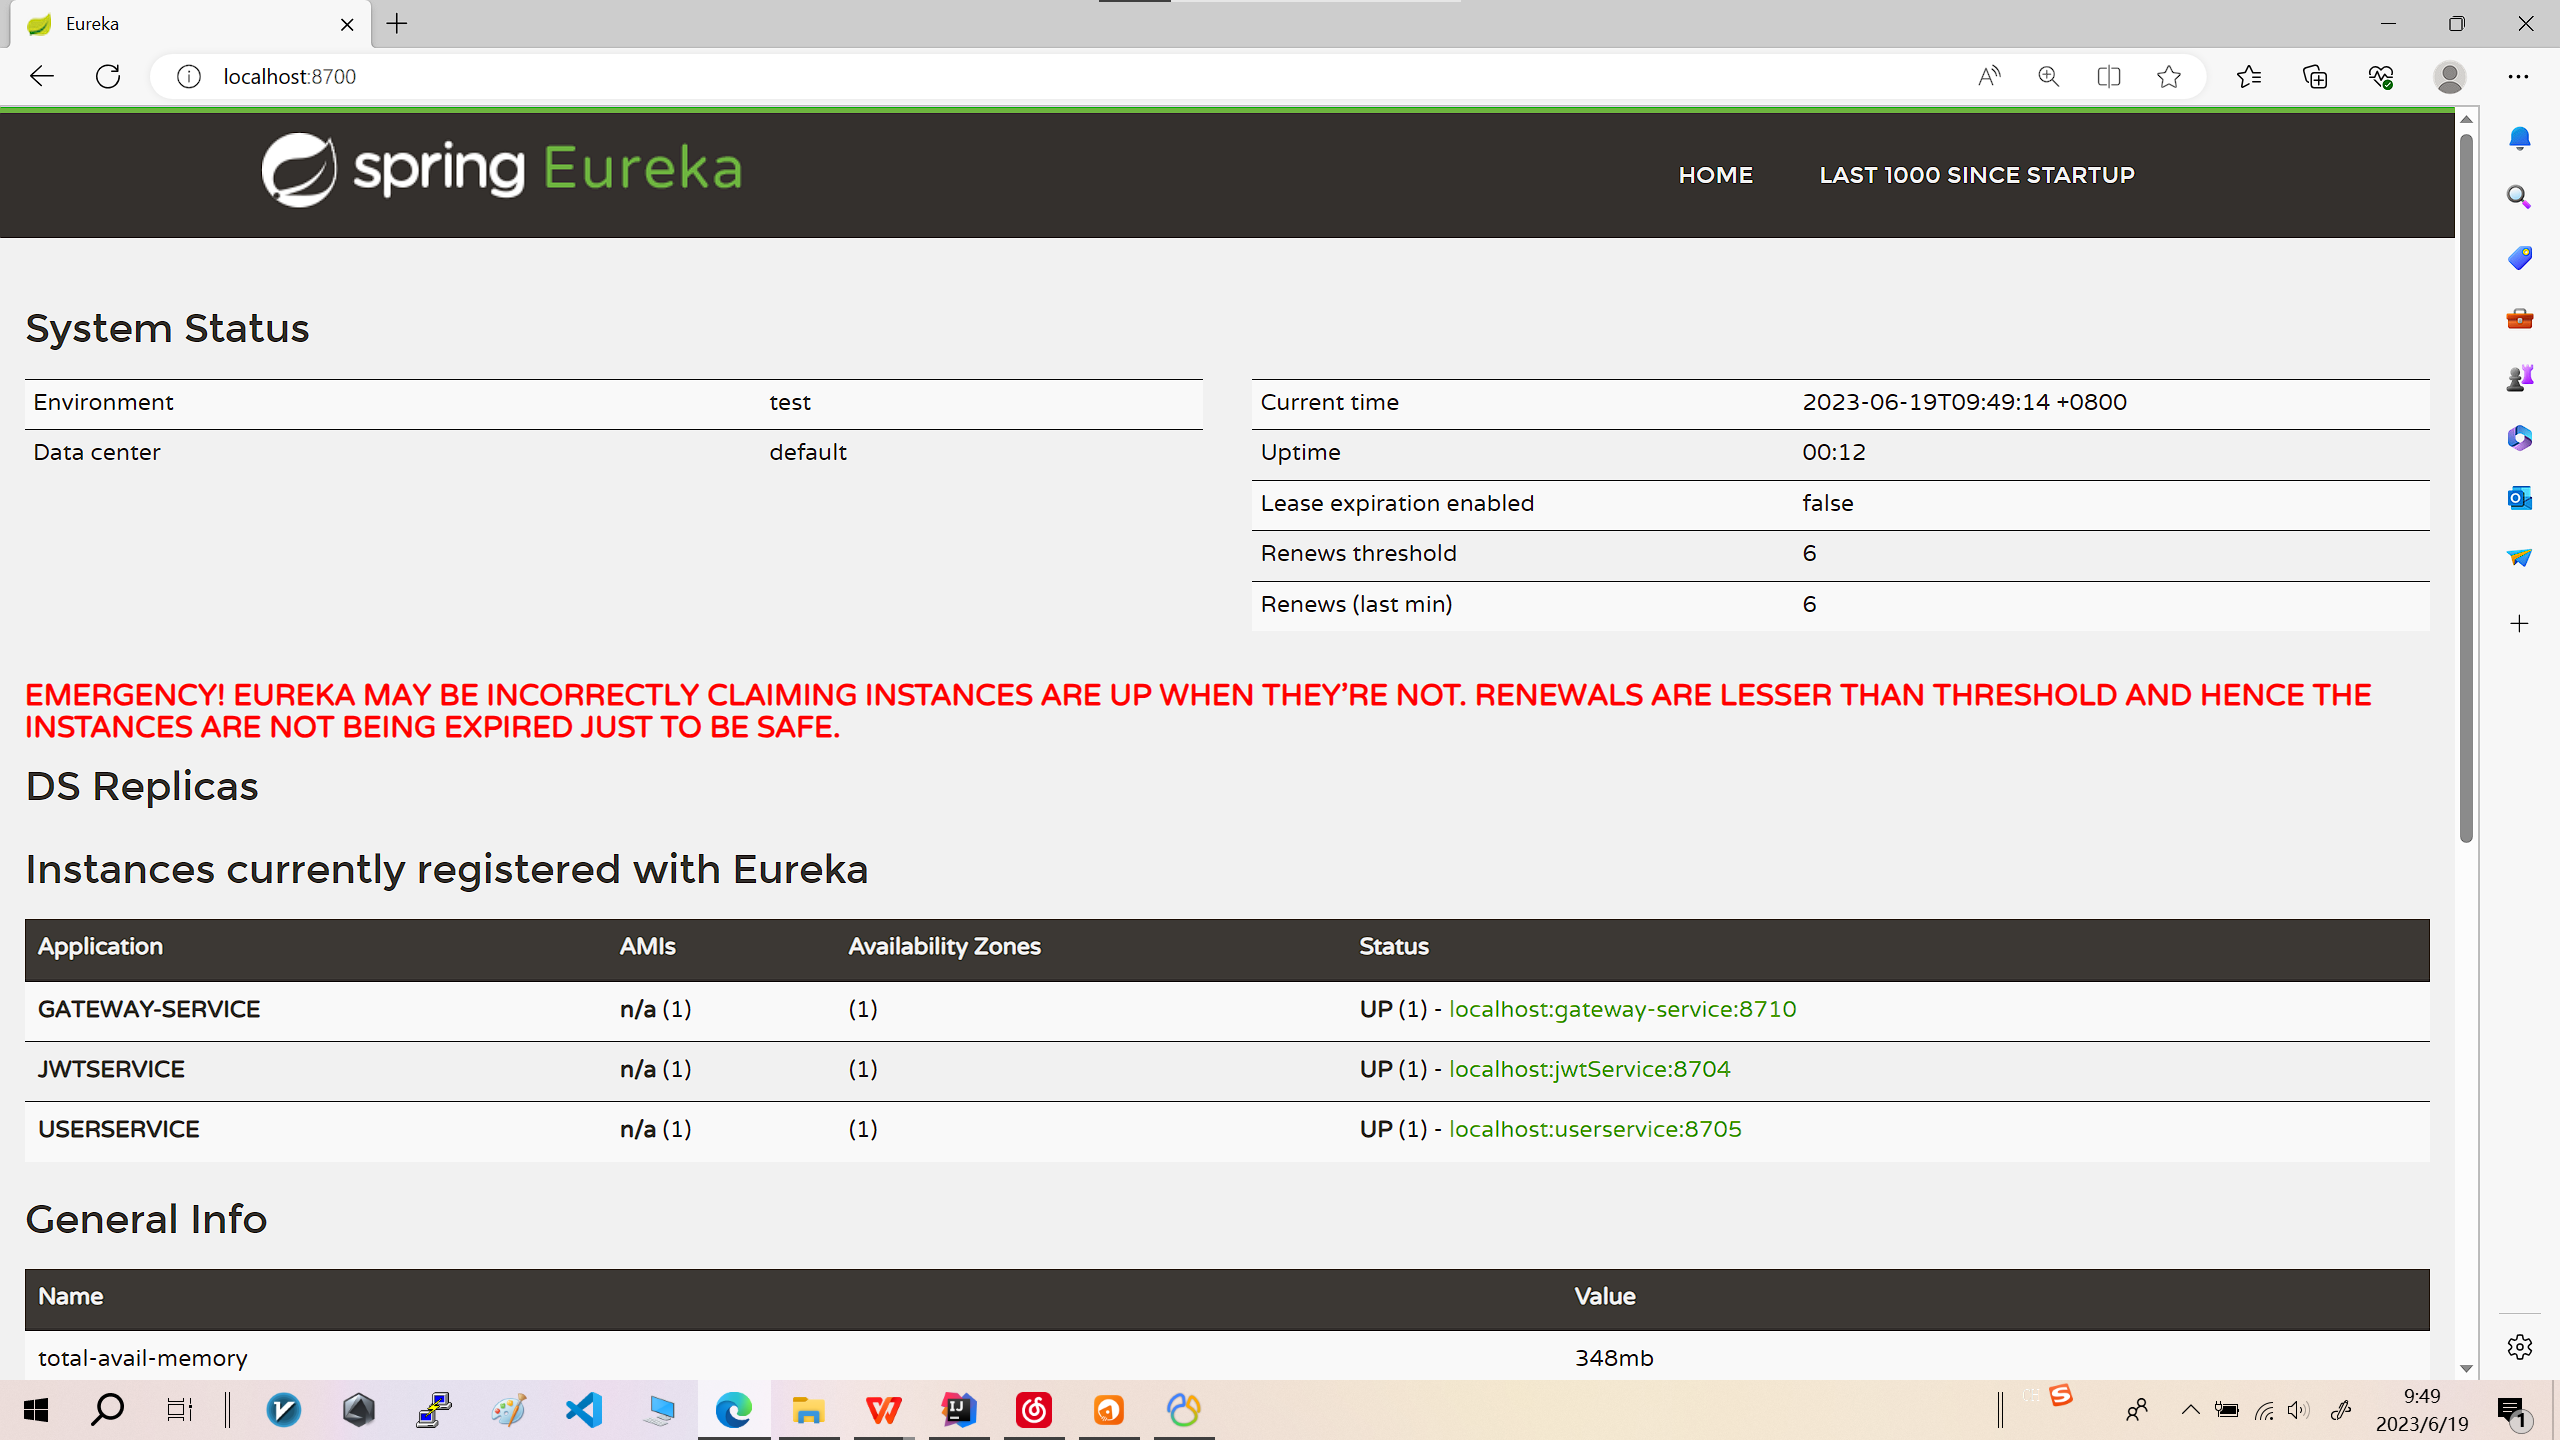 Eureka
localhost:8700
spring Eureka
HOME LAST 1000 SINCE STARTUP
System Status
Environment test
Data center default
Current time 2023-06-19T09:49:14 +0800
Uptime 00:12
Lease expiration enabled false
Renews threshold 6
Renews (last min) 6
EMERGENCY! EUREKA MAY BE INCORRECTLY CLAIMING INSTANCES ARE UP WHEN THEY’RE NOT. RENEWALS ARE LESSER THAN THRESHOLD AND HENCE THE
INSTANCES ARE NOT BEING EXPIRED JUST TO BE SAFE.
DS Replicas
Instances currently registered with Eureka
Application AMIs Availability Zones Status
GATEWAY-SERVICE n/a (1) (1) UP (1) - localhost:gateway-service:8710
JWTSERVICE n/a (1) (1) UP (1) - localhost:jwtService:8704
USERSERVICE n/a (1) (1) UP (1) - localhost:userservice:8705
General Info
Name Value
total-avail-memory 348mb
9:49
2023/6/19
1